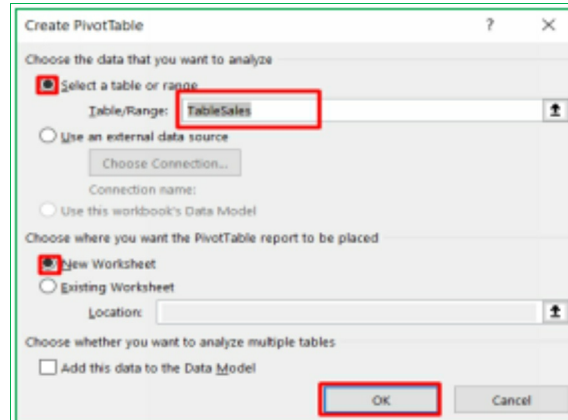 Create PivotTable ? ×
Choose the data that you want to analyze
Select a table or range
Table/Range: TableSales
Use an external data source
Choose Connection...
Connection name:
Use this workbook's Data Model
Choose where you want the PivotTable report to be placed
New Worksheet
Existing Worksheet
Location:
Choose whether you want to analyze multiple tables
Add this data to the Data Model
OK Cancel